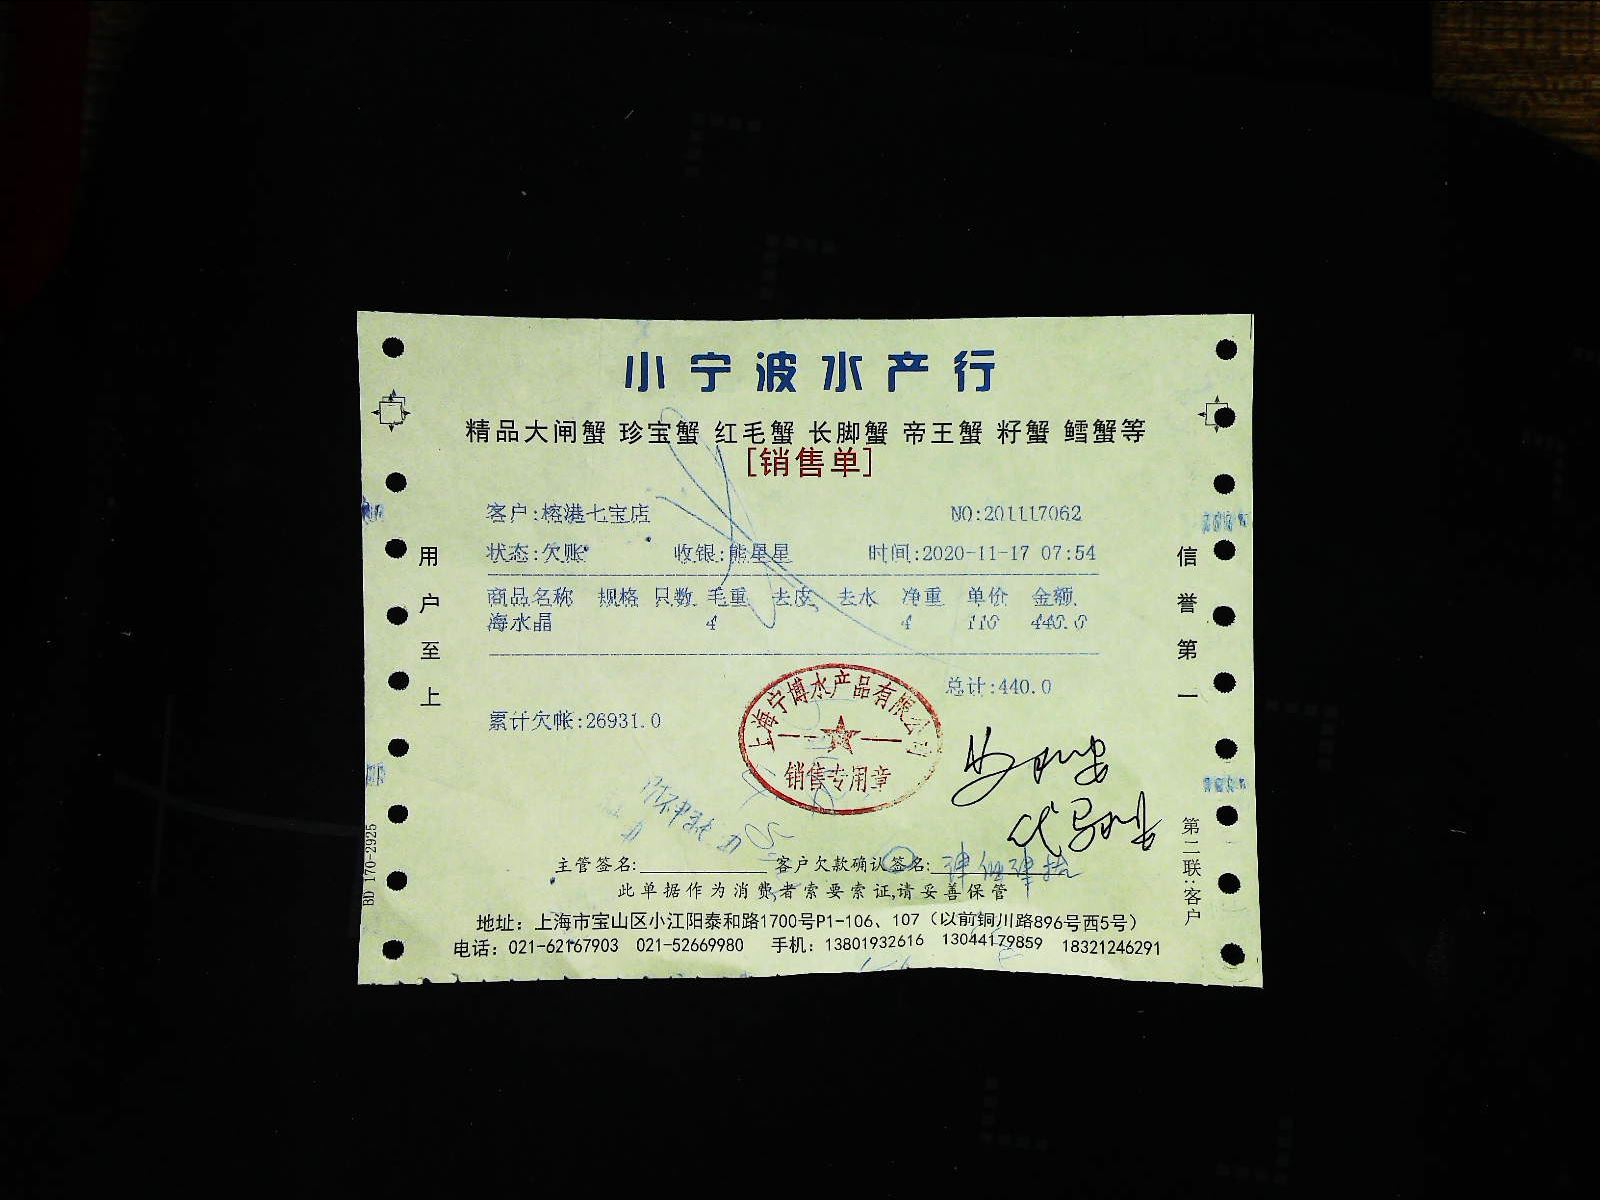 小宁波水产行
精品大闸蟹 珍宝蟹 红毛蟹 长脚蟹 帝王蟹 籽蟹 鳕蟹等
[销售单]
客户:榕港七宝店 NO:201117062
状态:欠账 收银:熊星星 时间:2020-11-17 07:54
商品名称 规格 只数 毛重 去皮 去水 净重 单价 金额
海水晶 4 4 110 440.0
总计:440.0
累计欠帐:26931.0
上海宁博水产品有限公司
销售专用章
用户至上
信誉第一
第二联:客户
BD 170-2925
主管签名: 客户欠款确认签名:
此单据作为消费者索要索证,请妥善保管
地址：上海市宝山区小江阳泰和路1700号P1-106、107（以前铜川路896号西5号）
电话：021-62167903 021-52669980 手机：13801932616 13044179859 18321246291